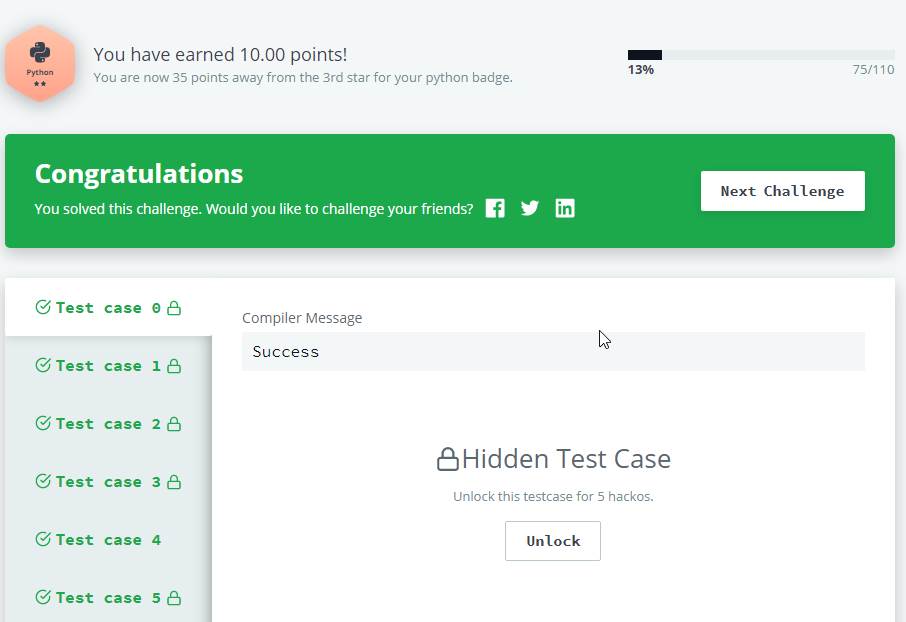 Python
You have earned 10.00 points!
You are now 35 points away from the 3rd star for your python badge.
13%
75/110
Congratulations
You solved this challenge. Would you like to challenge your friends?
Next Challenge
Test case 0
Test case 1
Test case 2
Test case 3
Test case 4
Test case 5
Compiler Message
Success
Hidden Test Case
Unlock this testcase for 5 hackos.
Unlock